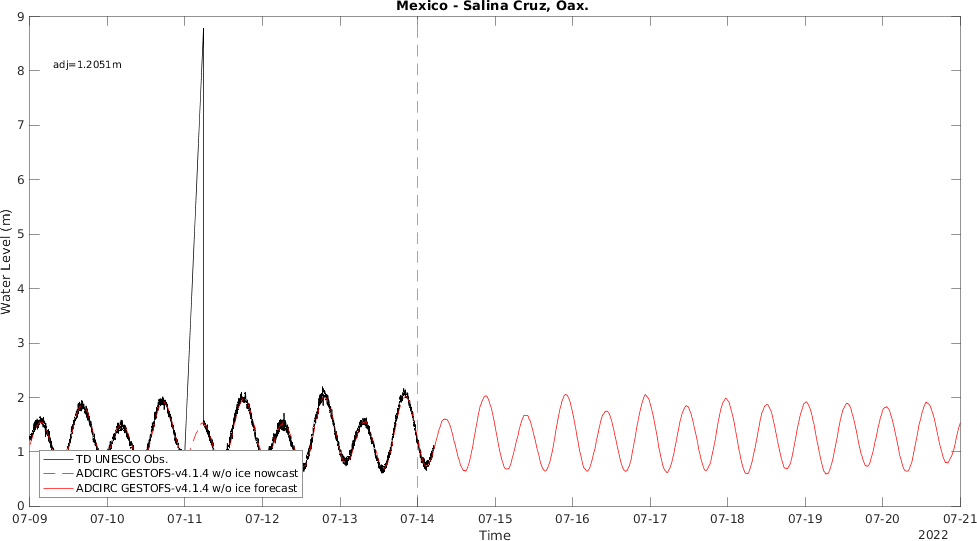 Mexico - Salina Cruz, Oax.
9
8
7
6
5
4
3
2
1
0
adj=1.2051m
Water Level (m)
TD UNESCO Obs.
ADCIRC GESTOFS-v4.1.4 w/o ice nowcast
ADCIRC GESTOFS-v4.1.4 w/o ice forecast
07-09 07-10 07-11 07-12 07-13 07-14 07-15 07-16 07-17 07-18 07-19 07-20 07-21
Time
2022